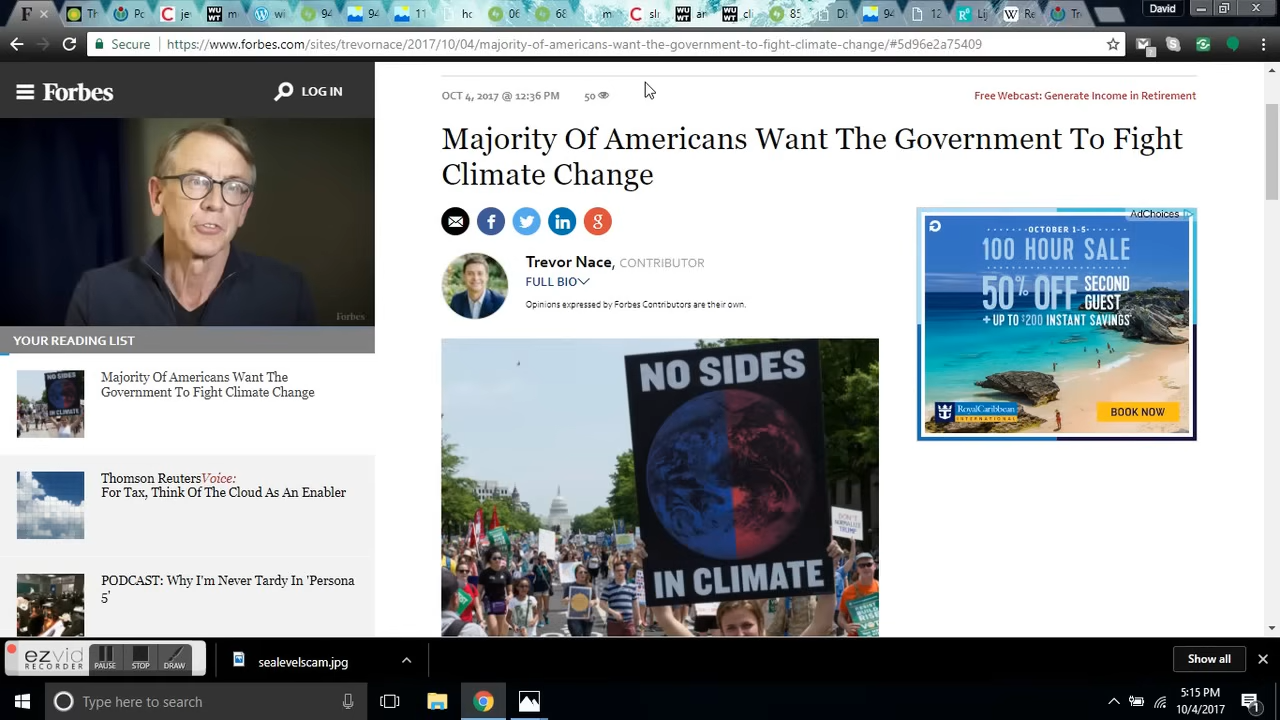 David
Secure
https://www.forbes.com/sites/trevornace/2017/10/04/majority-of-americans-want-the-government-to-fight-climate-change/#5d96e2a75409
Forbes
LOG IN
OCT 4, 2017 @ 12:36 PM
50
Free Webcast: Generate Income in Retirement
Majority Of Americans Want The Government To Fight
Climate Change
Trevor Nace, CONTRIBUTOR
FULL BIO
Opinions expressed by Forbes Contributors are their own.
AdChoices
OCTOBER 1-5
100 HOUR SALE
50% OFF SECOND GUEST
+ UP TO $200 INSTANT SAVINGS
RoyalCaribbean
INTERNATIONAL
BOOK NOW
Forbes
YOUR READING LIST
Majority Of Americans Want The
Government To Fight Climate Change
Thomson ReutersVoice:
For Tax, Think Of The Cloud As An Enabler
PODCAST: Why I'm Never Tardy In 'Persona
5'
NO SIDES
IN CLIMATE
DON'T
NORMALIZE
TRUMP
ezvid
RECORDER
PAUSE
STOP
DRAW
sealevelscam.jpg
Show all
Type here to search
5:15 PM
10/4/2017